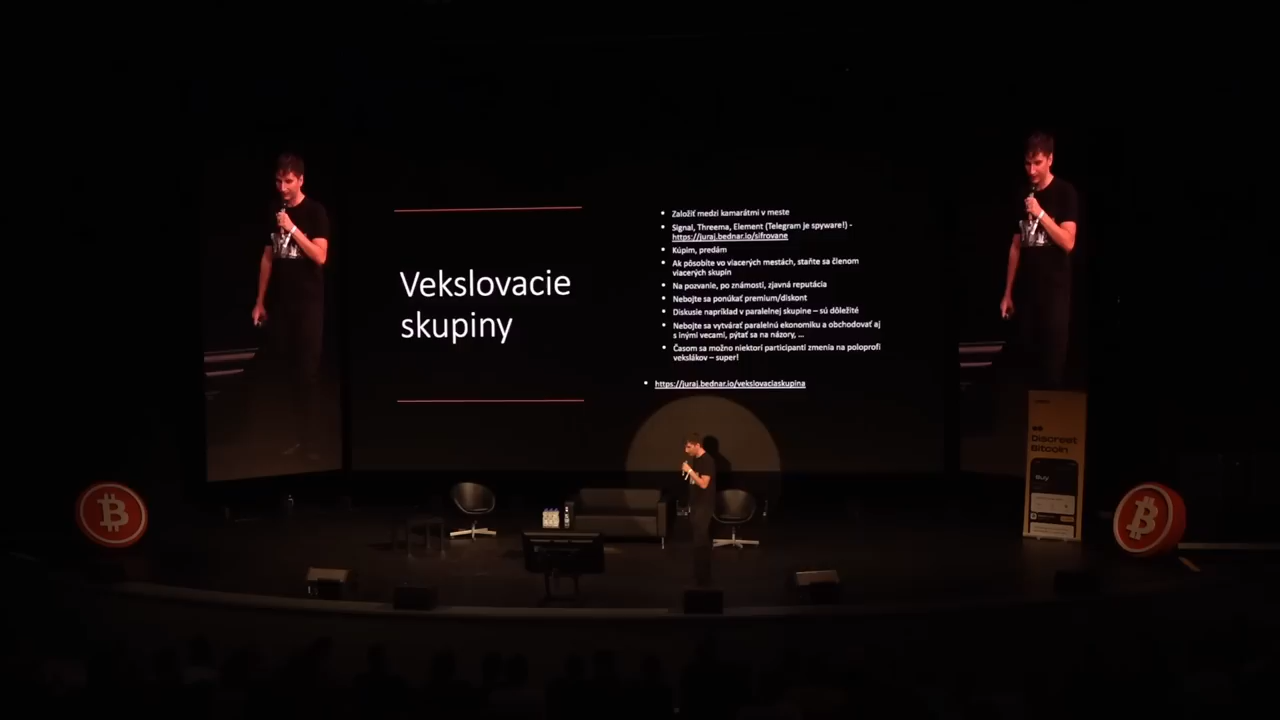 Vekslovacie
skupiny
Založiť medzi kamarátmi v meste
Signal, Threema, Element (Telegram je spyware!) -
https://juraj.bednar.io/sifrovane
Kúpim, predám
Ak pôsobíte vo viacerých mestách, staňte sa členom
viacerých skupín
Na pozvanie, po známosti, zjavná reputácia
Nebojte sa ponúkať premium/diskont
Diskusie napríklad v paralelnej skupine – sú dôležité
Nebojte sa vytvárať paralelnú ekonomiku a obchodovať aj
s inými vecami, pýtať sa na názory, ...
Časom sa možno niektorí participanti zmenia na poloprofi
vekslákov – super!
https://juraj.bednar.io/vekslovaciaskupina
Discreet
Bitcoin
Buy